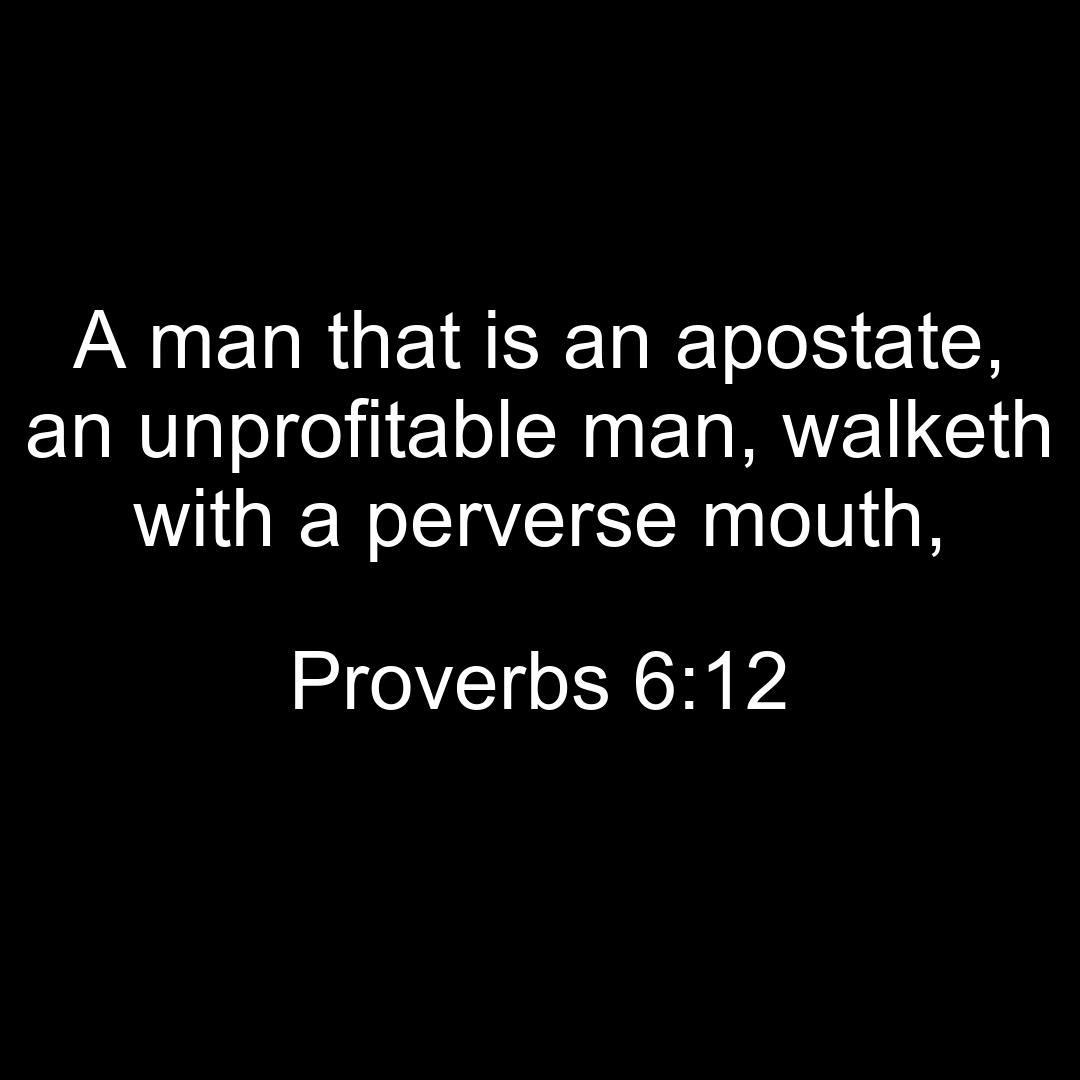 A man that is an apostate,
an unprofitable man, walketh
with a perverse mouth,
Proverbs 6:12